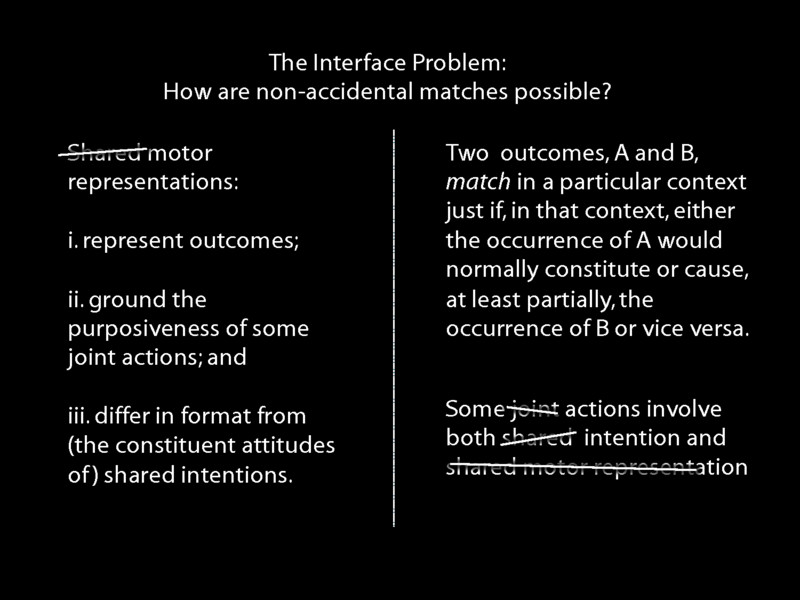 The Interface Problem:
How are non-accidental matches possible?
Shared motor
representations:
i. represent outcomes;
ii. ground the
purposiveness of some
joint actions; and
iii. differ in format from
(the constituent attitudes
of) shared intentions.
Two outcomes, A and B,
match in a particular context
just if, in that context, either
the occurrence of A would
normally constitute or cause,
at least partially, the
occurrence of B or vice versa.
Some joint actions involve
both shared intention and
shared motor representation